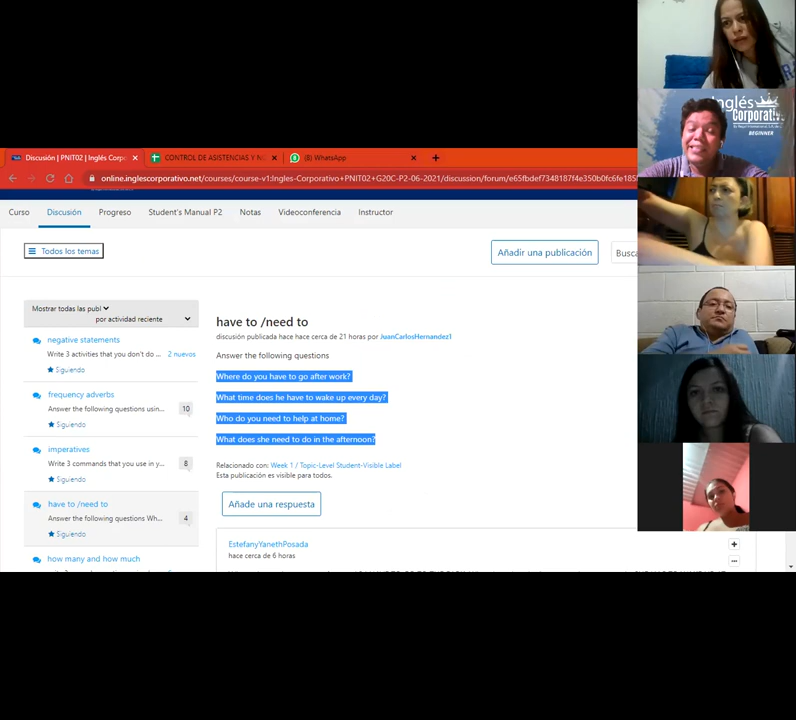 Inglés
Corporativo
BEGINNER
Discusión | PNIT02 | Inglés Corpo
CONTROL DE ASISTENCIAS Y N
(8) WhatsApp
online.inglescorporativo.net/courses/course-v1:Ingles-Corporativo+PNIT02+G20C-P2-06-2021/discussion/forum/e65fbdef7348187f4e350b0fc6fe185
Curso Discusión Progreso Student's Manual P2 Notas Videoconferencia Instructor
Todos los temas
Añadir una publicación
Busca
Mostrar todas las publ
por actividad reciente
negative statements
Write 3 activities that you don't do ... 2 nuevos
Siguiendo
frequency adverbs
Answer the following questions usin... 10
Siguiendo
imperatives
Write 3 commands that you use in y... 8
Siguiendo
have to /need to
Answer the following questions Wh... 4
Siguiendo
how many and how much
have to /need to
discusión publicada hace hace cerca de 21 horas por JuanCarlosHernandez1
Answer the following questions
Where do you have to go after work?
What time does he have to wake up every day?
Who do you need to help at home?
What does she need to do in the afternoon?
Relacionado con: Week 1 / Topic-Level Student-Visible Label
Esta publicación es visible para todos.
Añade una respuesta
EstefanyYanethPosada
hace cerca de 6 horas